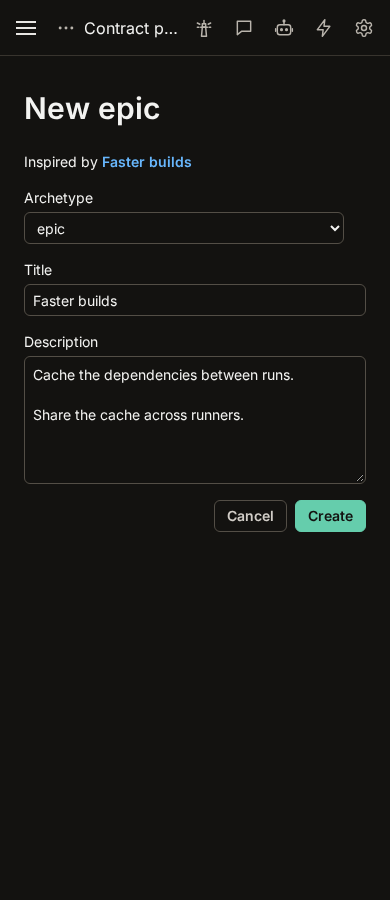 Contract p...
New epic
Inspired by Faster builds
Archetype
epic
Title
Faster builds
Description
Cache the dependencies between runs.
Share the cache across runners.
Cancel
Create